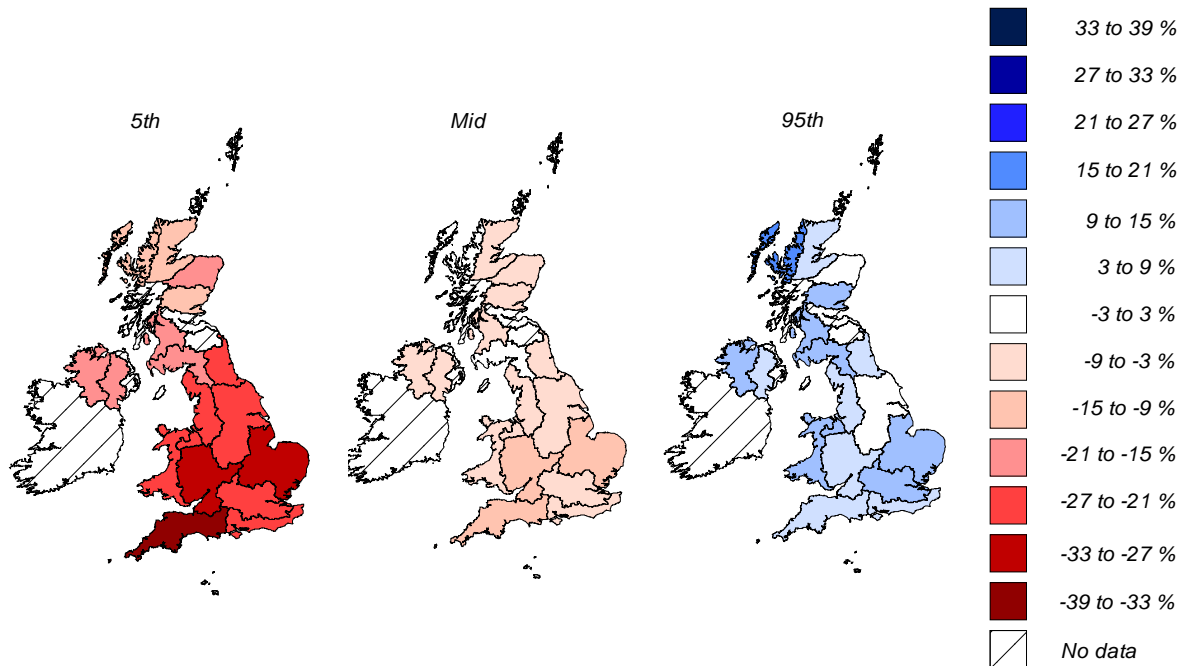 5th
Mid
95th
33 to 39 %
27 to 33 %
21 to 27 %
15 to 21 %
9 to 15 %
3 to 9 %
-3 to 3 %
-9 to -3 %
-15 to -9 %
-21 to -15 %
-27 to -21 %
-33 to -27 %
-39 to -33 %
No data